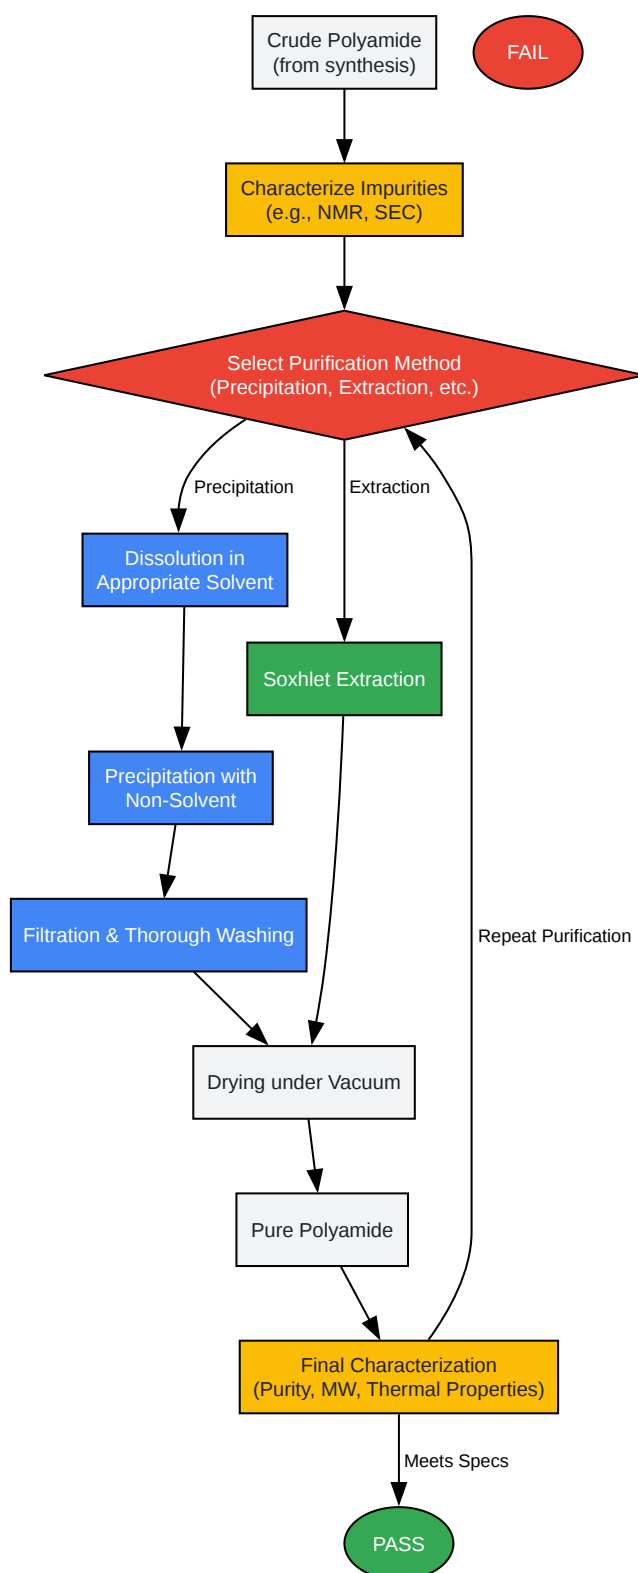 Crude Polyamide
(from synthesis)
FAIL
Characterize Impurities
(e.g., NMR, SEC)
Select Purification Method
(Precipitation, Extraction, etc.)
Precipitation
Extraction
Dissolution in
Appropriate Solvent
Soxhlet Extraction
Precipitation with
Non-Solvent
Filtration & Thorough Washing
Repeat Purification
Drying under Vacuum
Pure Polyamide
Final Characterization
(Purity, MW, Thermal Properties)
Meets Specs
PASS